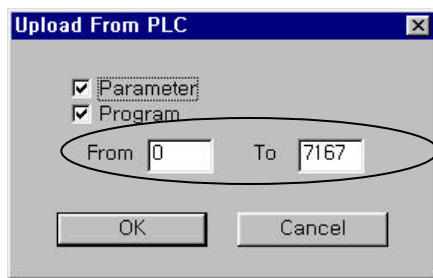 Upload From PLC
Parameter
Program
From 0 To 7167
OK Cancel